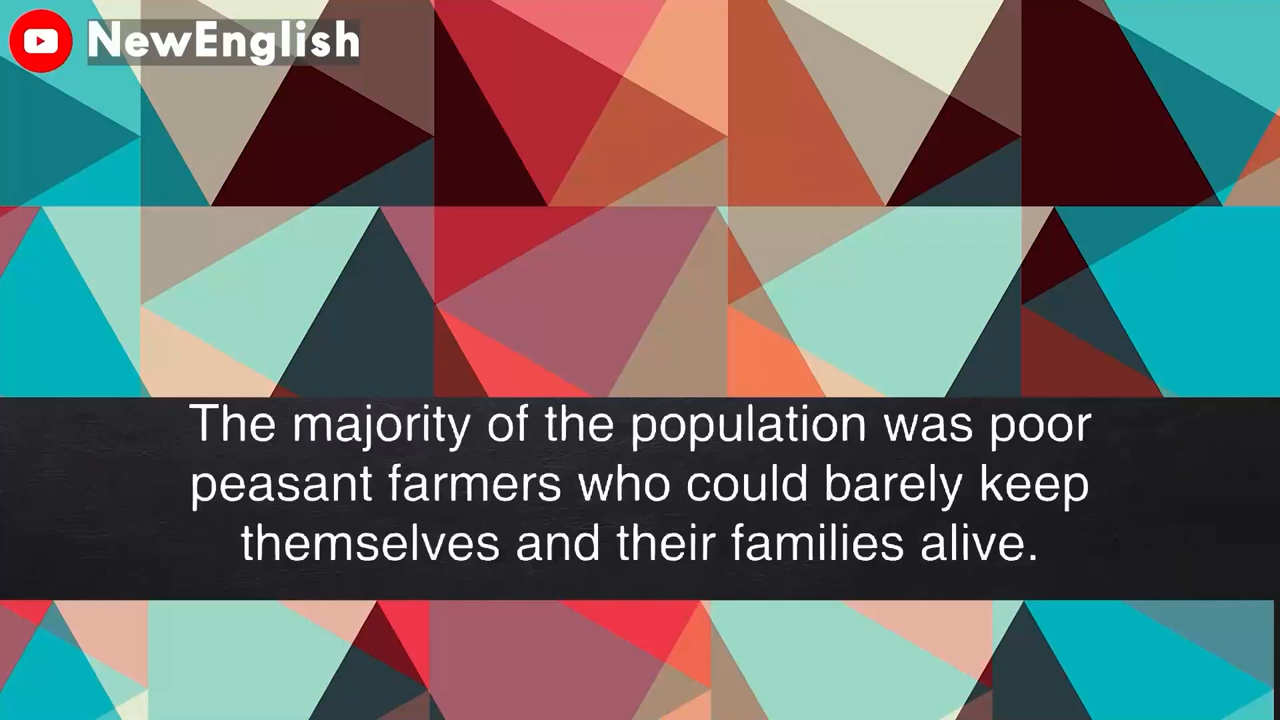 NewEnglish
The majority of the population was poor
peasant farmers who could barely keep
themselves and their families alive.